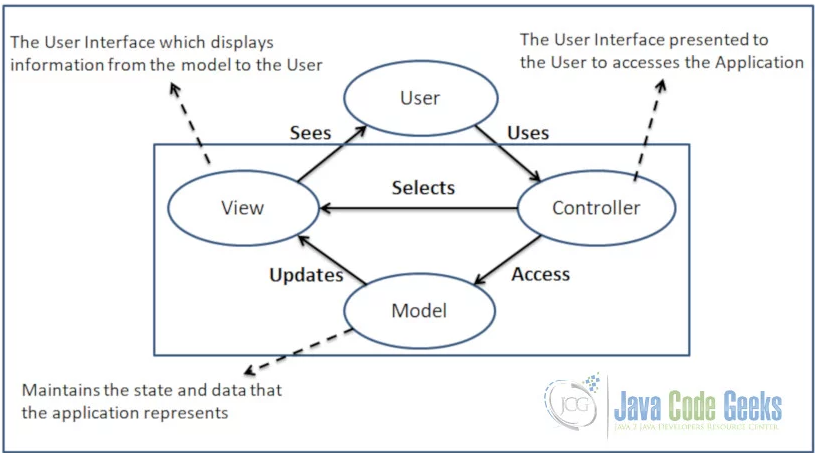 The User Interface which displays
information from the model to the User
The User Interface presented to
the User to accesses the Application
User
Sees
Uses
View
Selects
Controller
Updates
Access
Model
Maintains the state and data that
the application represents
JCG
Java Code Geeks
JAVA 2 JAVA DEVELOPERS RESOURCE CENTER